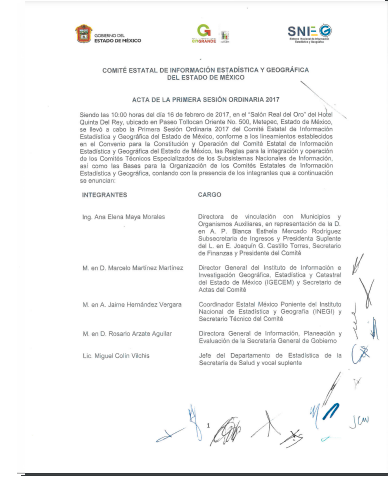 GOBIERNO DEL
ESTADO DE MÉXICO
GRANDE
SNIEG
COMITÉ ESTATAL DE INFORMACIÓN ESTADÍSTICA Y GEOGRÁFICA
DEL ESTADO DE MÉXICO
ACTA DE LA PRIMERA SESIÓN ORDINARIA 2017
Siendo las 10:00 horas del día 16 de febrero de 2017, en el "Salón Real del Oro" del Hotel
Quinta Del Rey, ubicado en Paseo Tollocan Oriente No. 500, Metepec, Estado de México,
se llevó a cabo la Primera Sesión Ordinaria 2017 del Comité Estatal de Información
Estadística y Geográfica del Estado de México, conforme a los lineamientos establecidos
en el Convenio para la Constitución y Operación del Comité Estatal de Información
Estadística y Geográfica del Estado de México, las Reglas para la integración y operación
de los Comités Técnicos Especializados de los Subsistemas Nacionales de Información,
así como las Bases para la Organización de los Comités Estatales de Información
Estadística y Geográfica, contando con la presencia de los integrantes que a continuación
se enuncian:
INTEGRANTES CARGO
Ing. Ana Elena Maya Morales Directora de vinculación con Municipios y
Organismos Auxiliares, en representación de la D.
en A. P. Blanca Esthela Mercado Rodríguez
Subsecretaria de Ingresos y Presidenta Suplente
del L. en E. Joaquín G. Castillo Torres, Secretario
de Finanzas y Presidente del Comité
M. en D. Marcelo Martínez Martínez Director General del Instituto de Información e
Investigación Geográfica, Estadística y Catastral
del Estado de México (IGECEM) y Secretario de
Actas del Comité
M. en A. Jaime Hernández Vergara Coordinador Estatal México Poniente del Instituto
Nacional de Estadística y Geografía (INEGI) y
Secretario Técnico del Comité
M. en D. Rosario Arzate Aguilar Directora General de Información, Planeación y
Evaluación de la Secretaría General de Gobierno
Lic. Miguel Colín Vilchis Jefe del Departamento de Estadística de la
Secretaría de Salud y vocal suplente
1